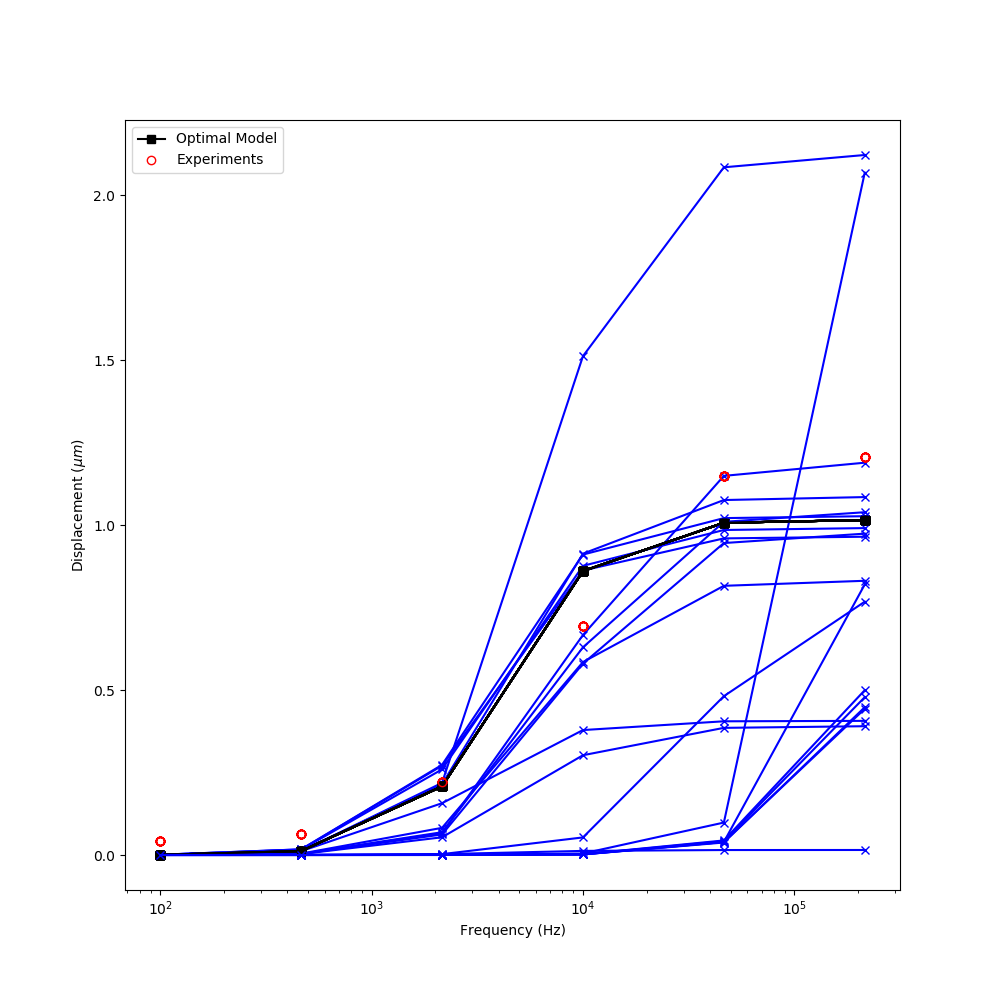 Optimal Model
Experiments
2.0
1.5
1.0
0.5
0.0
Displacement (μm)
10²
10³
10⁴
10⁵
Frequency (Hz)